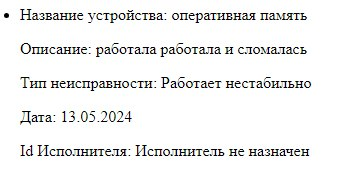 Название устройства: оперативная память
Описание: работала работала и сломалась
Тип неисправности: Работает нестабильно
Дата: 13.05.2024
Id Исполнителя: Исполнитель не назначен